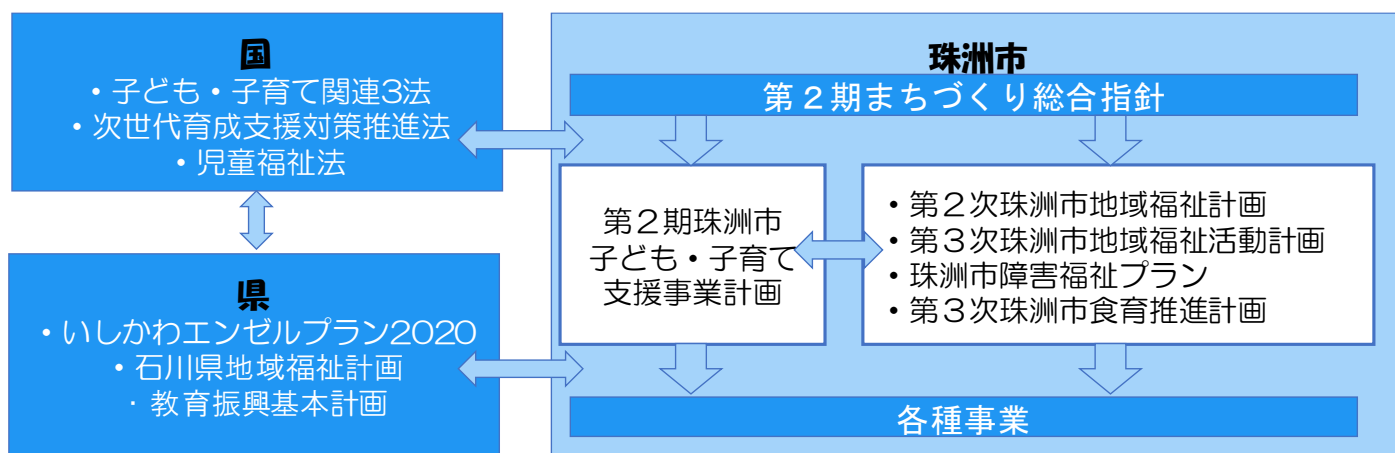 国
・子ども・子育て関連3法
・次世代育成支援対策推進法
・児童福祉法
県
・いしかわエンゼルプラン2020
・石川県地域福祉計画
・教育振興基本計画
珠洲市
第２期まちづくり総合指針
第２期珠洲市
子ども・子育て
支援事業計画
・第２次珠洲市地域福祉計画
・第３次珠洲市地域福祉活動計画
・珠洲市障害福祉プラン
・第３次珠洲市食育推進計画
各種事業